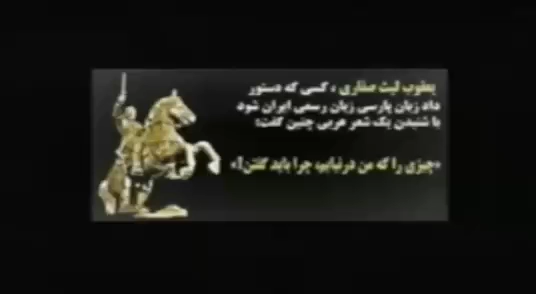 یعقوب لیث صفاری ، کسی که دستور
داد زبان پارسی زبان رسمی ایران شود
با شنیدن یک شعر عربی چنین گفت:
«چیزی را که من درنیابم، چرا باید گفتن!»